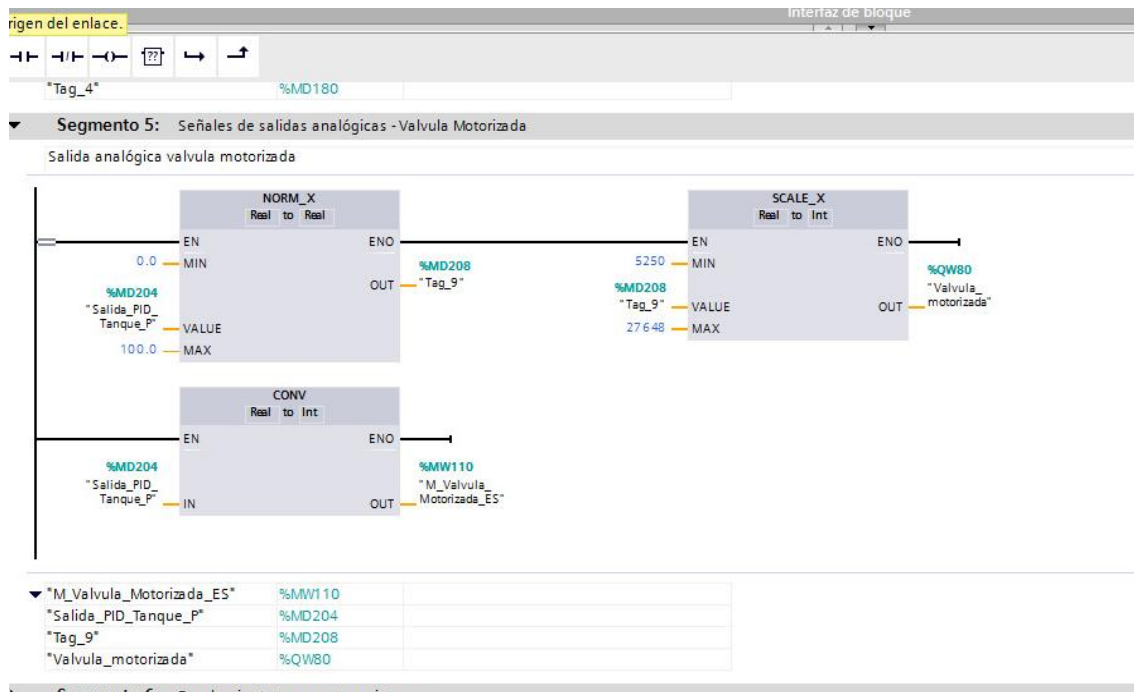 Interfaz de bloque
rigen del enlace.
??
"Tag_4" %MD180
Segmento 5: Señales de salidas analógicas - Valvula Motorizada
Salida analógica valvula motorizada
NORM_X
Real to Real
EN ENO
0.0 MIN
%MD208
OUT "Tag_9"
%MD204
"Salida_PID_
Tanque_P" VALUE
100.0 MAX
SCALE_X
Real to Int
EN ENO
5250 MIN
%QW80
"Valvula_
OUT motorizada"
%MD208
"Tag_9" VALUE
27648 MAX
CONV
Real to Int
EN ENO
%MD204
"Salida_PID_
Tanque_P" IN
%MW110
"M_Valvula_
OUT Motorizada_ES"
"M_Valvula_Motorizada_ES" %MW110
"Salida_PID_Tanque_P" %MD204
"Tag_9" %MD208
"Valvula_motorizada" %QW80